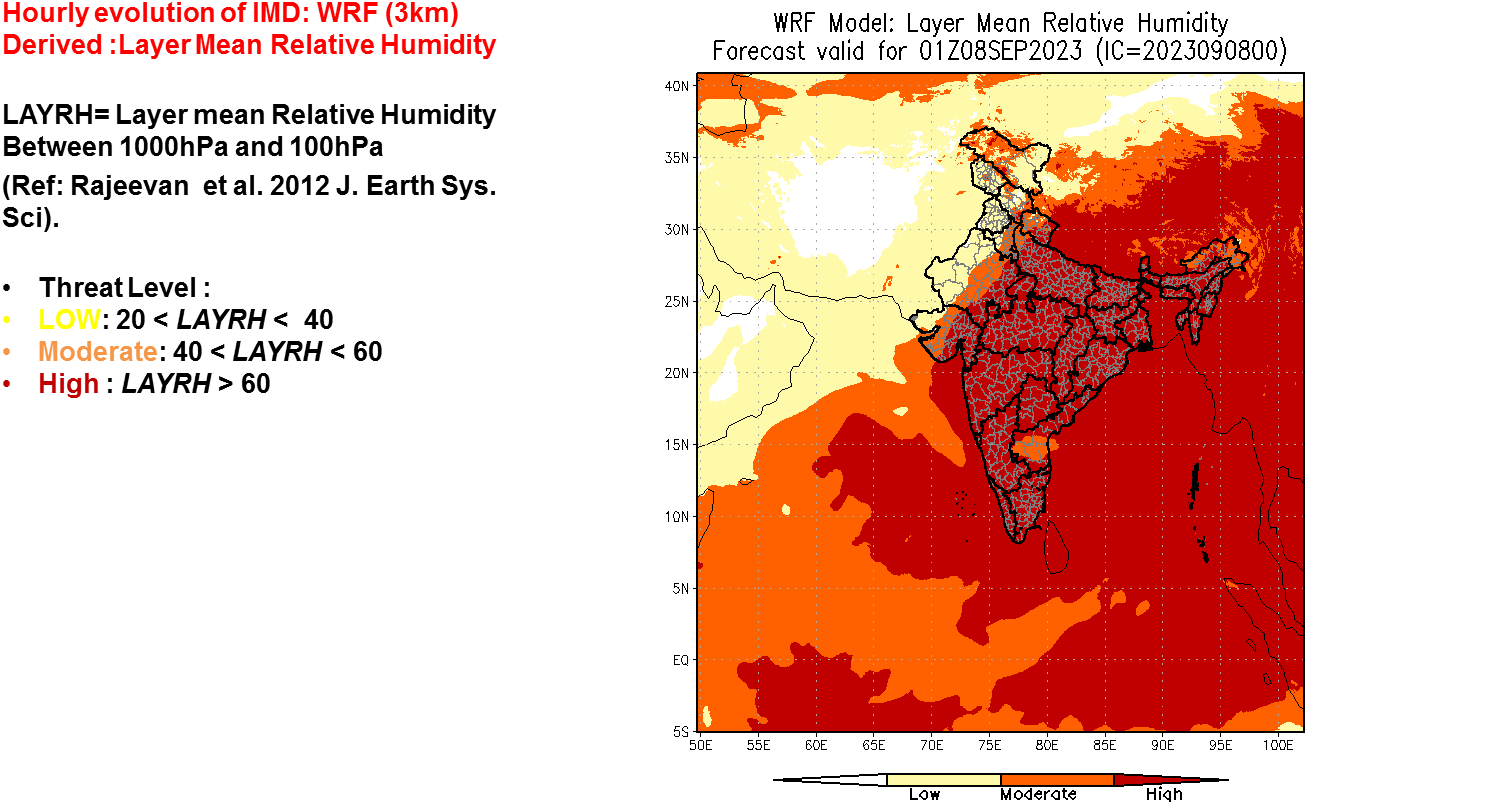 Hourly evolution of IMD: WRF (3km)
Derived :Layer Mean Relative Humidity
LAYRH= Layer mean Relative Humidity
Between 1000hPa and 100hPa
(Ref: Rajeevan et al. 2012 J. Earth Sys.
Sci).
• Threat Level :
• LOW: 20 < LAYRH < 40
• Moderate: 40 < LAYRH < 60
• High : LAYRH > 60
WRF Model: Layer Mean Relative Humidity
Forecast valid for 01Z08SEP2023 (IC=2023090800)
40N
35N
30N
25N
20N
15N
10N
5N
EQ
5S
50E 55E 60E 65E 70E 75E 80E 85E 90E 95E 100E
Low Moderate High